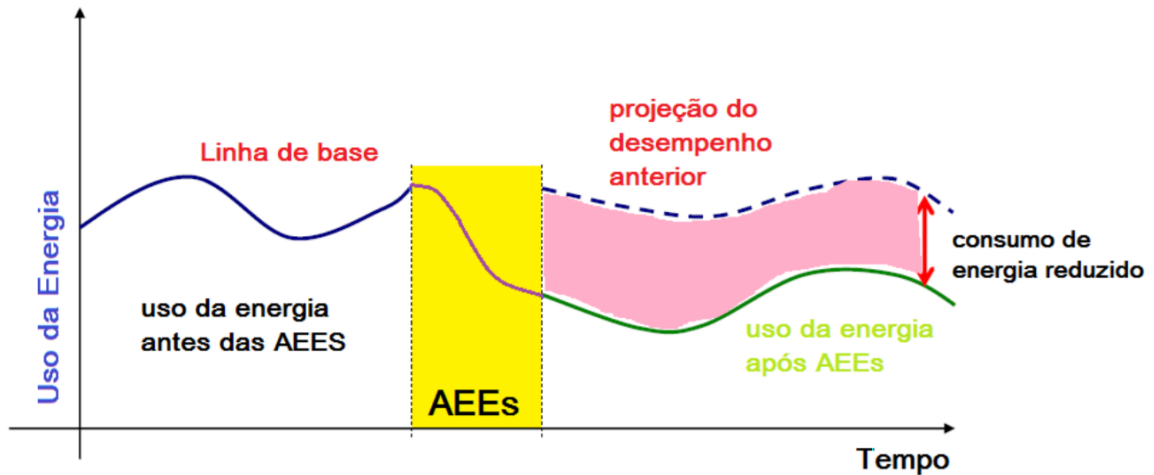 Uso da Energia
Linha de base
uso da energia
antes das AEES
AEEs
projeção do
desempenho
anterior
consumo de
energia reduzido
uso da energia
após AEEs
Tempo